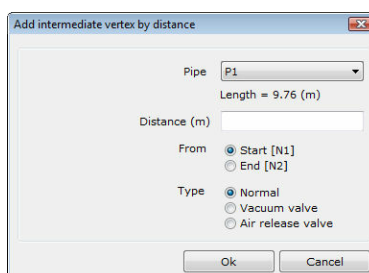 Add intermediate vertex by distance
Pipe P1
Length = 9.76 (m)
Distance (m)
From Start [N1]
End [N2]
Type Normal
Vacuum valve
Air release valve
Ok Cancel